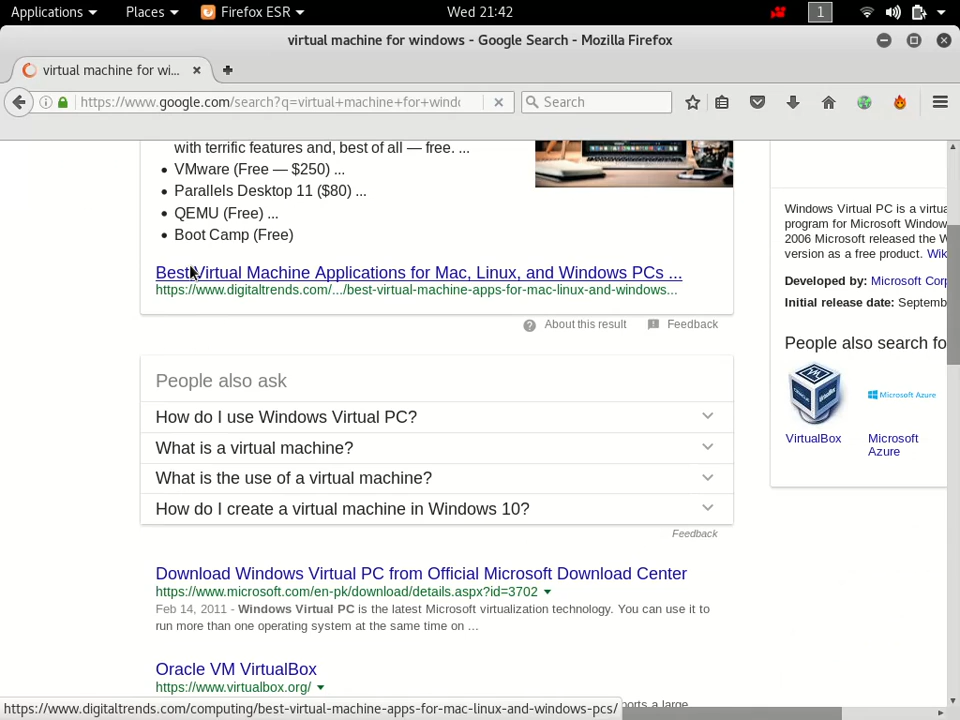 Applications Places Firefox ESR Wed 21:42 1
virtual machine for windows - Google Search - Mozilla Firefox
virtual machine for wi...
https://www.google.com/search?q=virtual+machine+for+windo Search
with terrific features and, best of all — free. ...
• VMware (Free — $250) ...
• Parallels Desktop 11 ($80) ...
• QEMU (Free) ...
• Boot Camp (Free)
Best Virtual Machine Applications for Mac, Linux, and Windows PCs ...
https://www.digitaltrends.com/.../best-virtual-machine-apps-for-mac-linux-and-windows...
About this result Feedback
People also ask
How do I use Windows Virtual PC?
What is a virtual machine?
What is the use of a virtual machine?
How do I create a virtual machine in Windows 10?
Feedback
Download Windows Virtual PC from Official Microsoft Download Center
https://www.microsoft.com/en-pk/download/details.aspx?id=3702
Feb 14, 2011 - Windows Virtual PC is the latest Microsoft virtualization technology. You can use it to
run more than one operating system at the same time on ...
Oracle VM VirtualBox
https://www.virtualbox.org/
ports a large
https://www.digitaltrends.com/computing/best-virtual-machine-apps-for-mac-linux-and-windows-pcs/
Windows Virtual PC is a virtua
program for Microsoft Window
2006 Microsoft released the W
version as a free product. Wik
Developed by: Microsoft Corp
Initial release date: Septemb
People also search fo
Microsoft Azure
VirtualBox
Microsoft
Azure